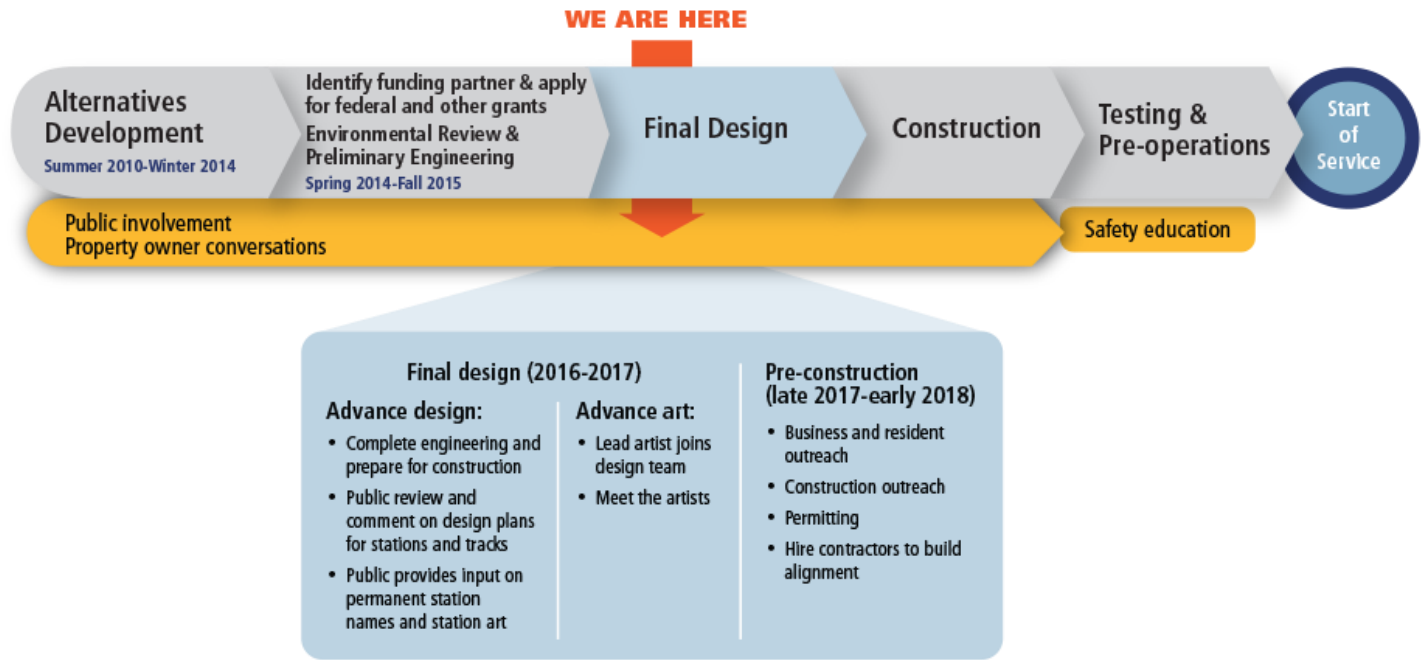 WE ARE HERE
Alternatives
Development
Summer 2010-Winter 2014
Identify funding partner & apply
for federal and other grants
Environmental Review &
Preliminary Engineering
Spring 2014-Fall 2015
Final Design
Construction
Testing &
Pre-operations
Start
of
Service
Public involvement
Property owner conversations
Safety education
Final design (2016-2017)
Advance design:
• Complete engineering and
prepare for construction
• Public review and
comment on design plans
for stations and tracks
• Public provides input on
permanent station
names and station art
Advance art:
• Lead artist joins
design team
• Meet the artists
Pre-construction
(late 2017-early 2018)
• Business and resident
outreach
• Construction outreach
• Permitting
• Hire contractors to build
alignment